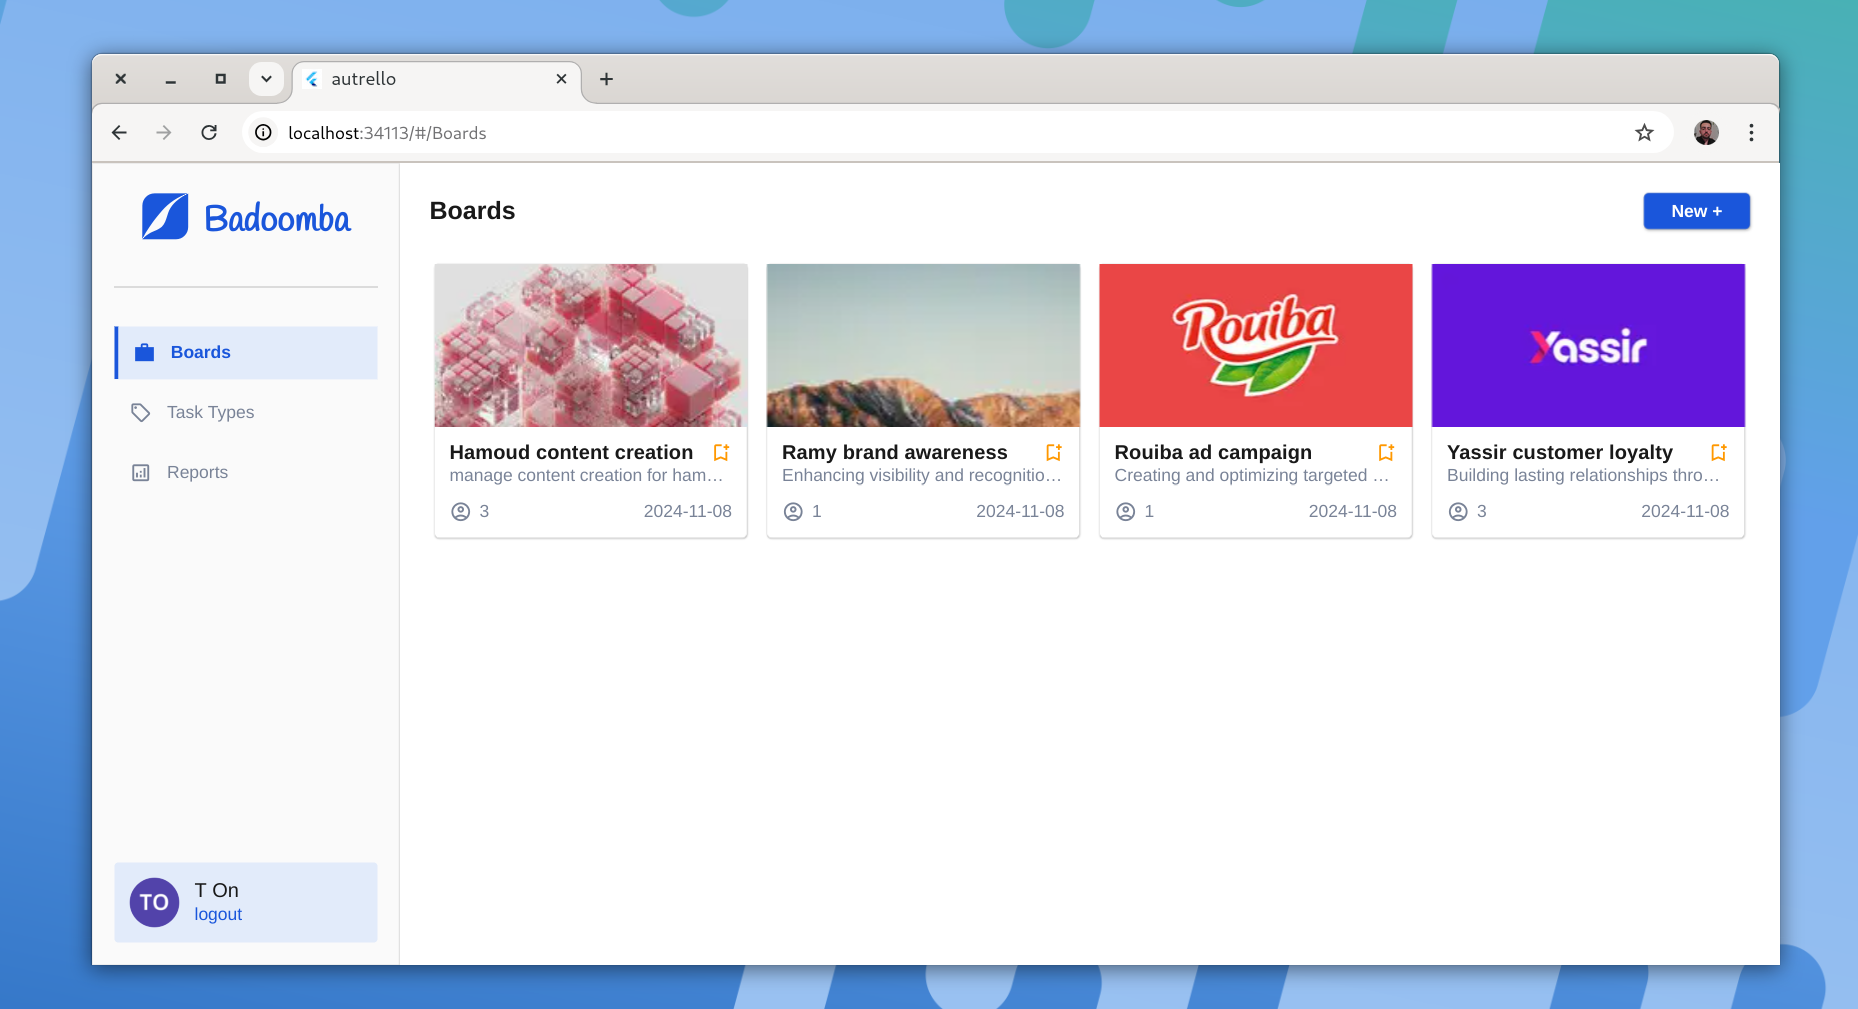 autrello
localhost:34113/#/Boards
Badoomba
Boards
Task Types
Reports
TO
T On
logout
Boards
New +
Rouiba
Yassir
Hamoud content creation
manage content creation for ham…
3
2024-11-08
Ramy brand awareness
Enhancing visibility and recognitio…
1
2024-11-08
Rouiba ad campaign
Creating and optimizing targeted …
1
2024-11-08
Yassir customer loyalty
Building lasting relationships thro…
3
2024-11-08